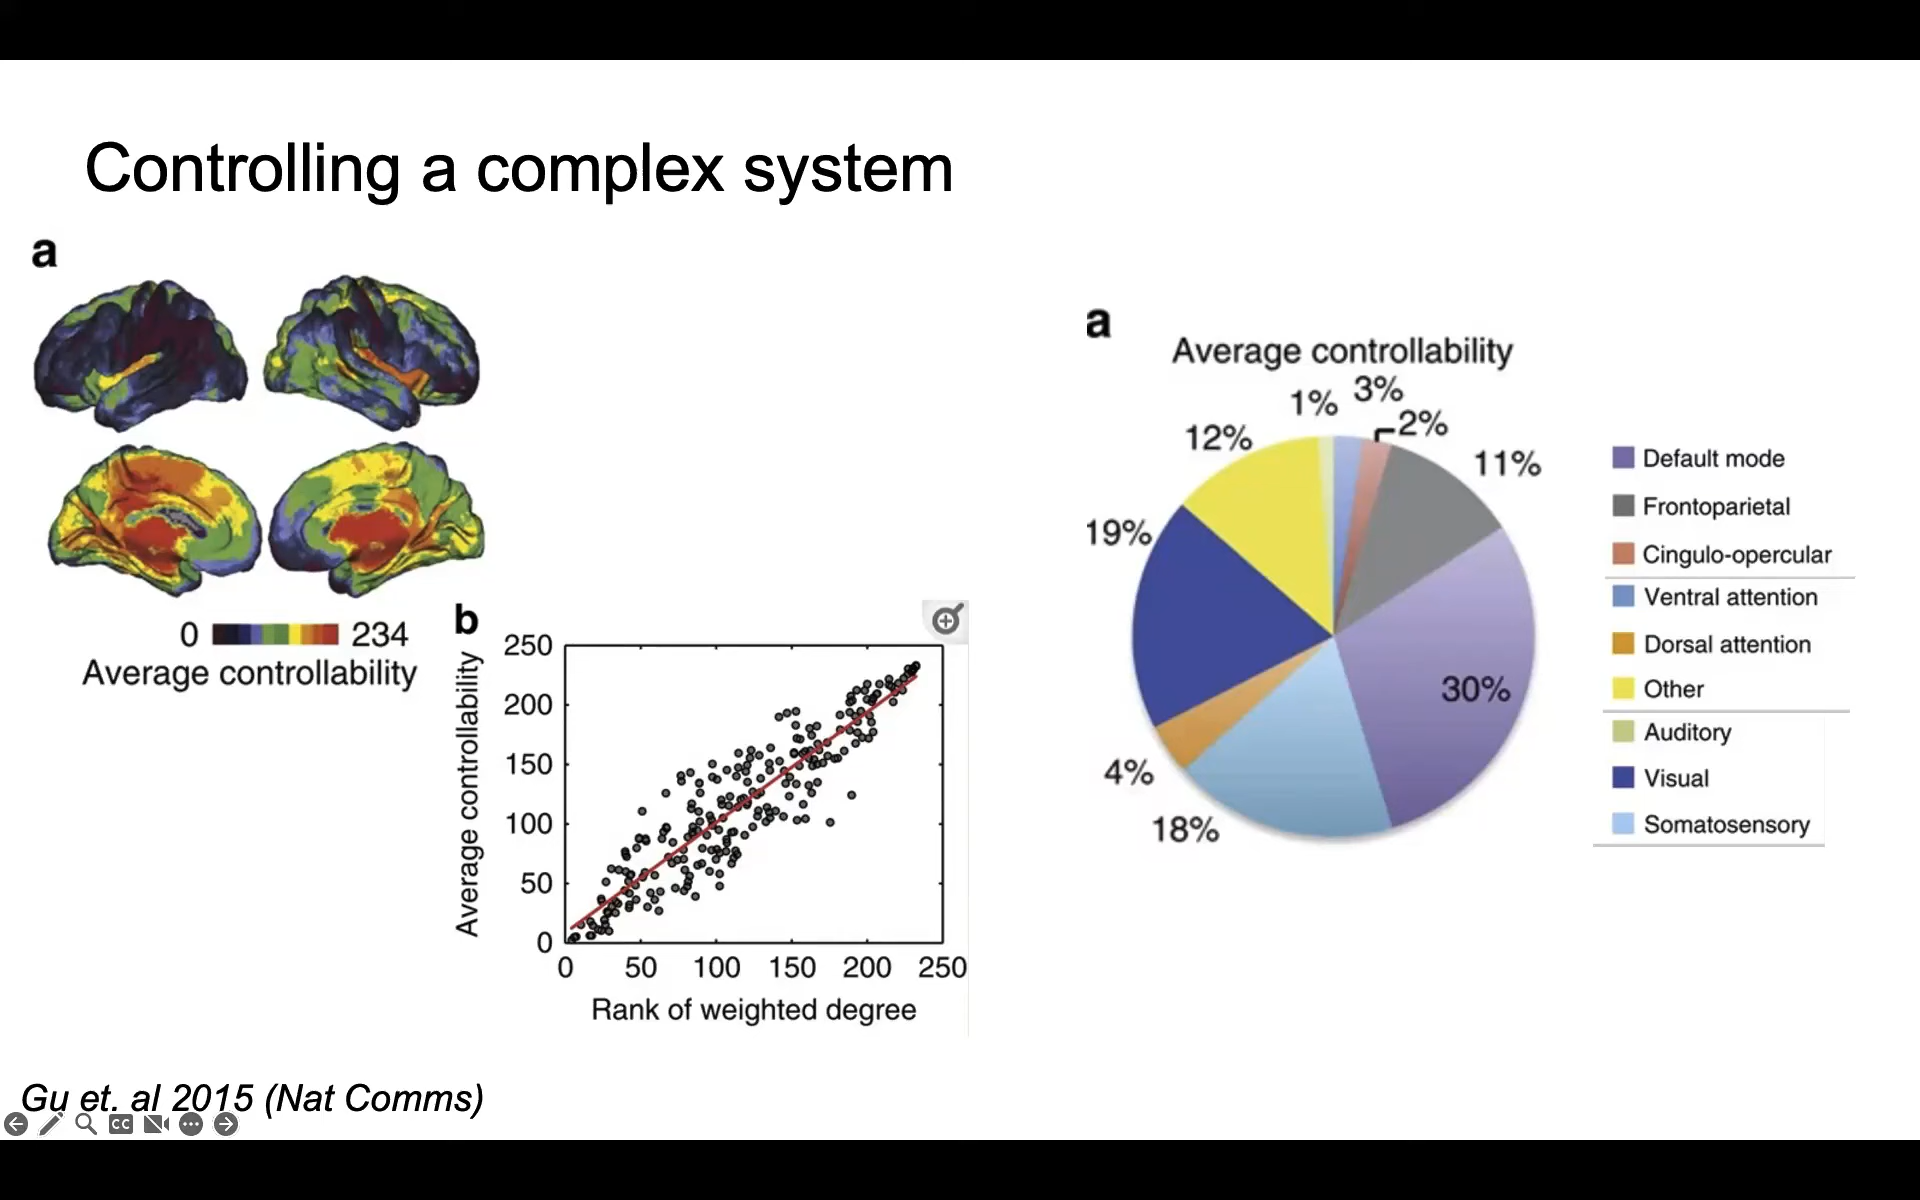 Controlling a complex system
a
0 234
Average controllability
b
250
200
150
100
50
0
Average controllability
0 50 100 150 200 250
Rank of weighted degree
a
Average controllability
1% 3%
2%
12%
11%
19%
30%
4%
18%
Default mode
Frontoparietal
Cingulo-opercular
Ventral attention
Dorsal attention
Other
Auditory
Visual
Somatosensory
Gu et. al 2015 (Nat Comms)
CC